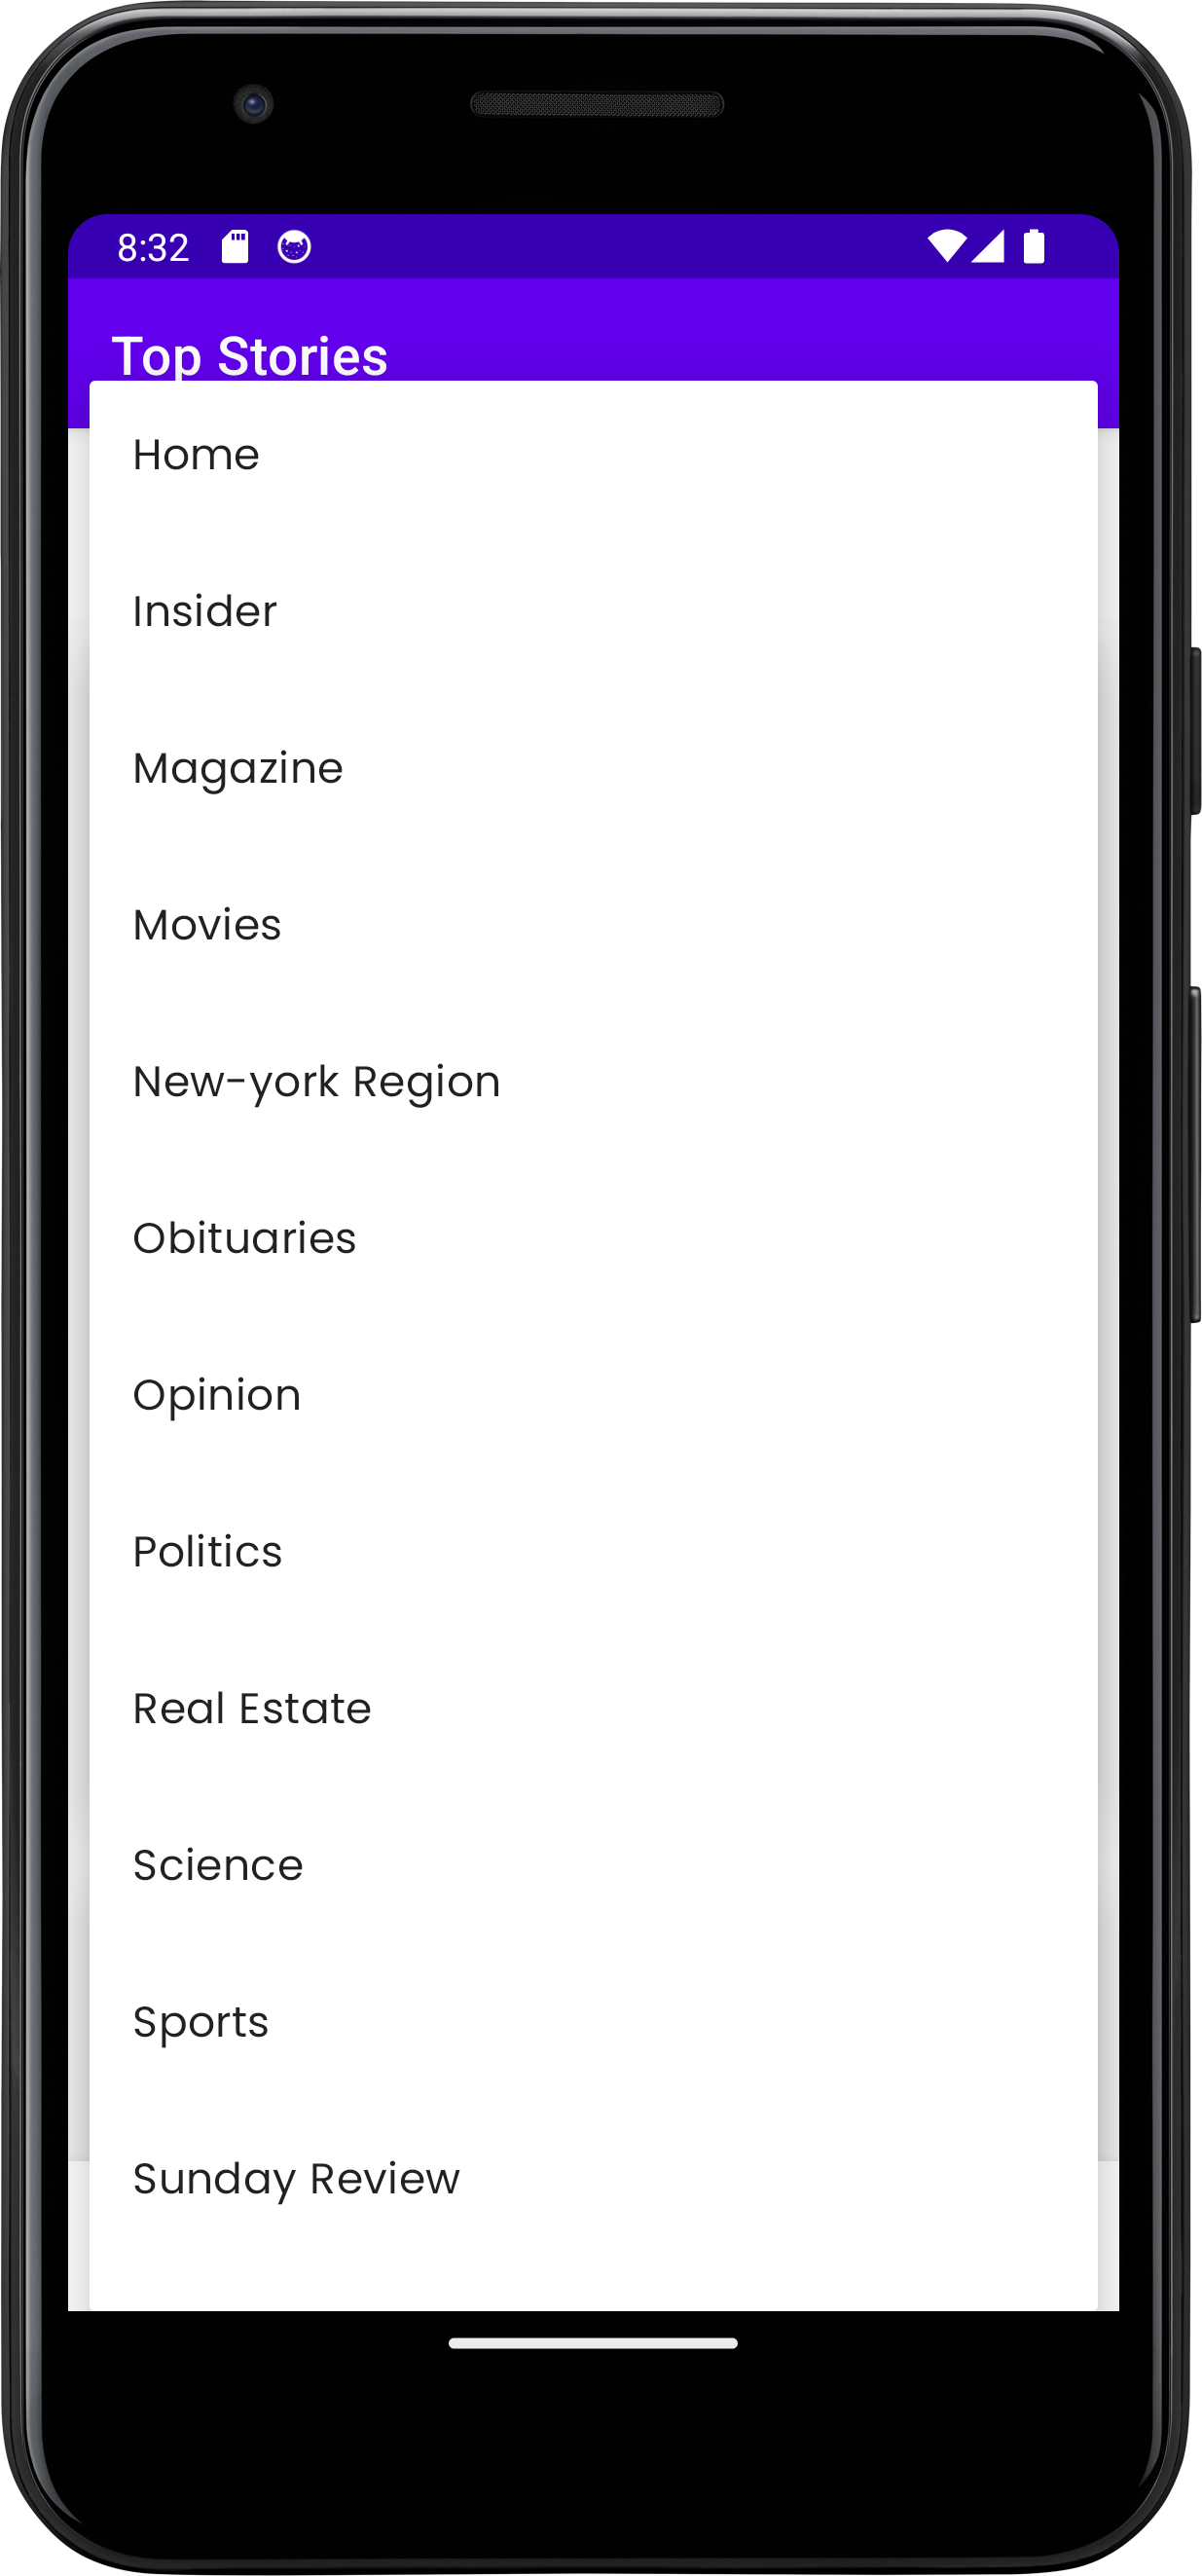 8:32
Top Stories
Home
Insider
Magazine
Movies
New-york Region
Obituaries
Opinion
Politics
Real Estate
Science
Sports
Sunday Review